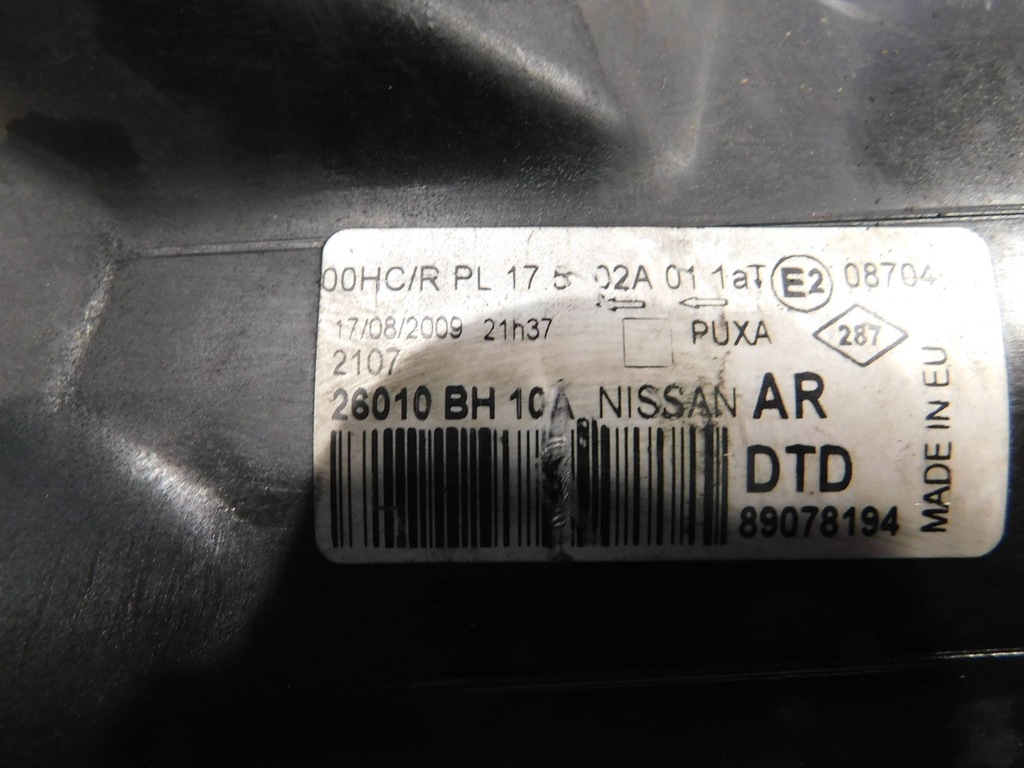 00HC/R PL 17.5 02A 01 1aT E2 08704
17/08/2009 21h37 PUXA 287
2107
26010 BH 10A NISSAN AR
DTD
89078194
MADE IN EU